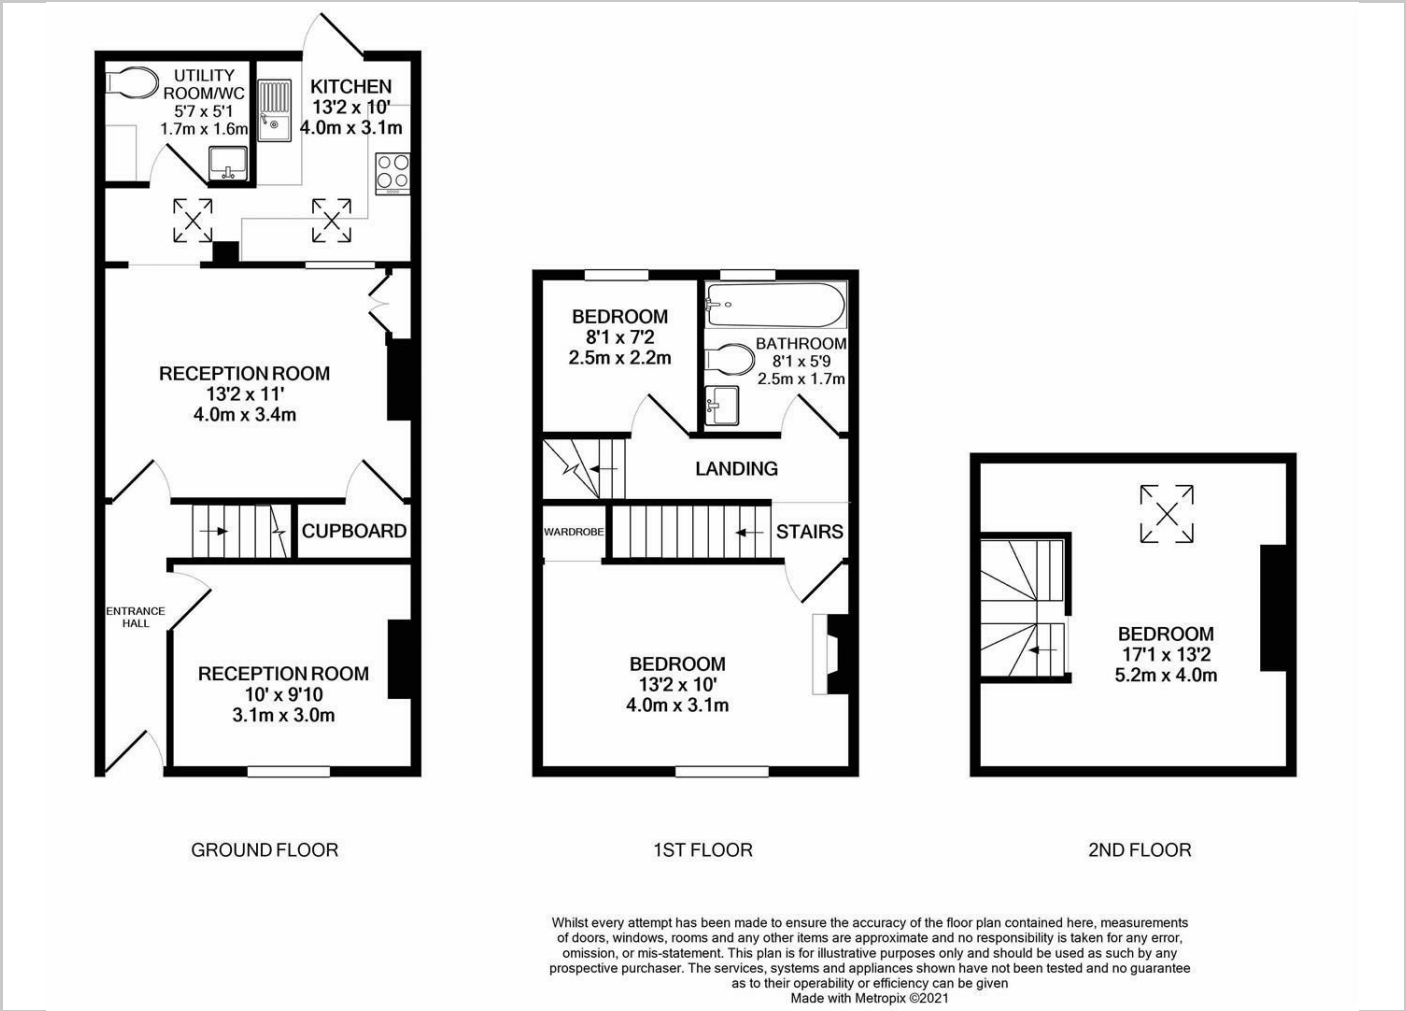 UTILITY
ROOM/WC
5'7 x 5'1
1.7m x 1.6m
KITCHEN
13'2 x 10'
4.0m x 3.1m
RECEPTION ROOM
13'2 x 11'
4.0m x 3.4m
CUPBOARD
ENTRANCE
HALL
RECEPTION ROOM
10' x 9'10
3.1m x 3.0m
GROUND FLOOR
BEDROOM
8'1 x 7'2
2.5m x 2.2m
BATHROOM
8'1 x 5'9
2.5m x 1.7m
LANDING
WARDROBE
STAIRS
BEDROOM
13'2 x 10'
4.0m x 3.1m
1ST FLOOR
BEDROOM
17'1 x 13'2
5.2m x 4.0m
2ND FLOOR
Whilst every attempt has been made to ensure the accuracy of the floor plan contained here, measurements
of doors, windows, rooms and any other items are approximate and no responsibility is taken for any error,
omission, or mis-statement. This plan is for illustrative purposes only and should be used as such by any
prospective purchaser. The services, systems and appliances shown have not been tested and no guarantee
as to their operability or efficiency can be given
Made with Metropix ©2021